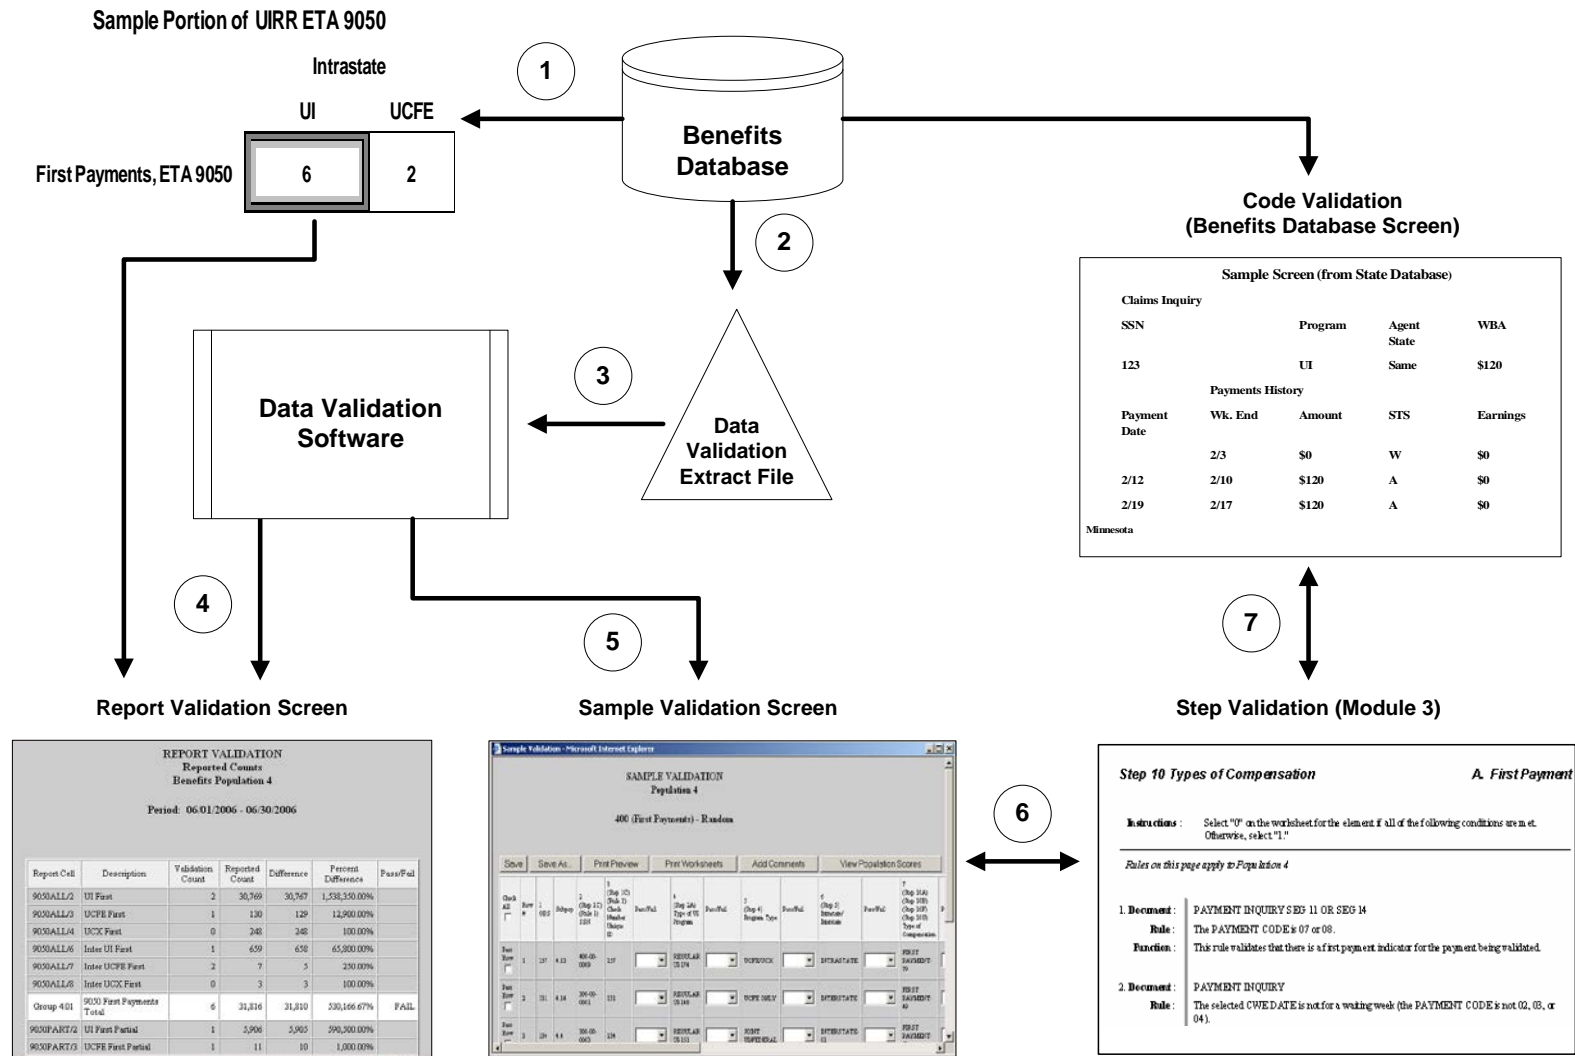 Sample Portion of UIRR ETA 9050
Intrastate
UI UCFE
First Payments, ETA 9050 6 2
1
Benefits
Database
2
3
Data Validation
Software
Data
Validation
Extract File
4
5
Code Validation
(Benefits Database Screen)
Sample Screen (from State Database)
Claims Inquiry
SSN Program Agent State WBA
123 UI Same $120
Payments History
Payment Date Wk. End Amount STS Earnings
2/3 $0 W $0
2/12 2/10 $120 A $0
2/19 2/17 $120 A $0
Minnesota
7
Report Validation Screen
REPORT VALIDATION
Reported Counts
Benefits Population 4
Period: 06/01/2006 - 06/30/2006
Report Cell Description Validation Count Reported Count Difference Percent Difference Pass/Fail
9050ALL/2 UI First 2 30,769 30,767 1,538,350.00%
9050ALL/3 UCFE First 1 130 129 12,900.00%
9050ALL/4 UCX First 0 248 248 100.00%
9050ALL/6 Inter UI First 1 659 658 65,800.00%
9050ALL/7 Inter UCFE First 2 7 5 250.00%
9050ALL/8 Inter UCX First 0 3 3 100.00%
Group 4.01 9050 First Payments Total 6 31,816 31,810 530,166.67% FAIL
9050PART/2 UI First Partial 1 5,906 5,905 590,500.00%
9050PART/3 UCFE First Partial 1 11 10 1,000.00%
Sample Validation Screen
Sample Validation - Microsoft Internet Explorer
SAMPLE VALIDATION
Population 4
400 (First Payments) - Random
Save Save As... Print Preview Print Worksheets Add Comments View Population Scores
6
Step Validation (Module 3)
Step 10 Types of Compensation A. First Payment
Instructions : Select "0" on the worksheet for the element if all of the following conditions are met.
Otherwise, select "1."
Rules on this page apply to Population 4
1. Document : PAYMENT INQUIRY SEG 11 OR SEG 14
Rule : The PAYMENT CODE is 07 or 08.
Function : This rule validates that there is a first payment indicator for the payment being validated.
2. Document : PAYMENT INQUIRY
Rule : The selected CWE DATE is not for a waiting week (the PAYMENT CODE is not 02, 03, or
04).